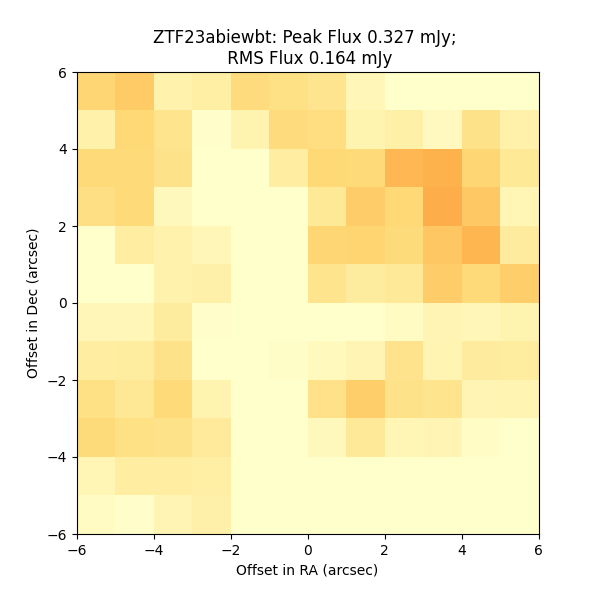 ZTF23abiewbt: Peak Flux 0.327 mJy;
RMS Flux 0.164 mJy
6
4
2
0
−2
−4
−6
Offset in Dec (arcsec)
−6 −4 −2 0 2 4 6
Offset in RA (arcsec)